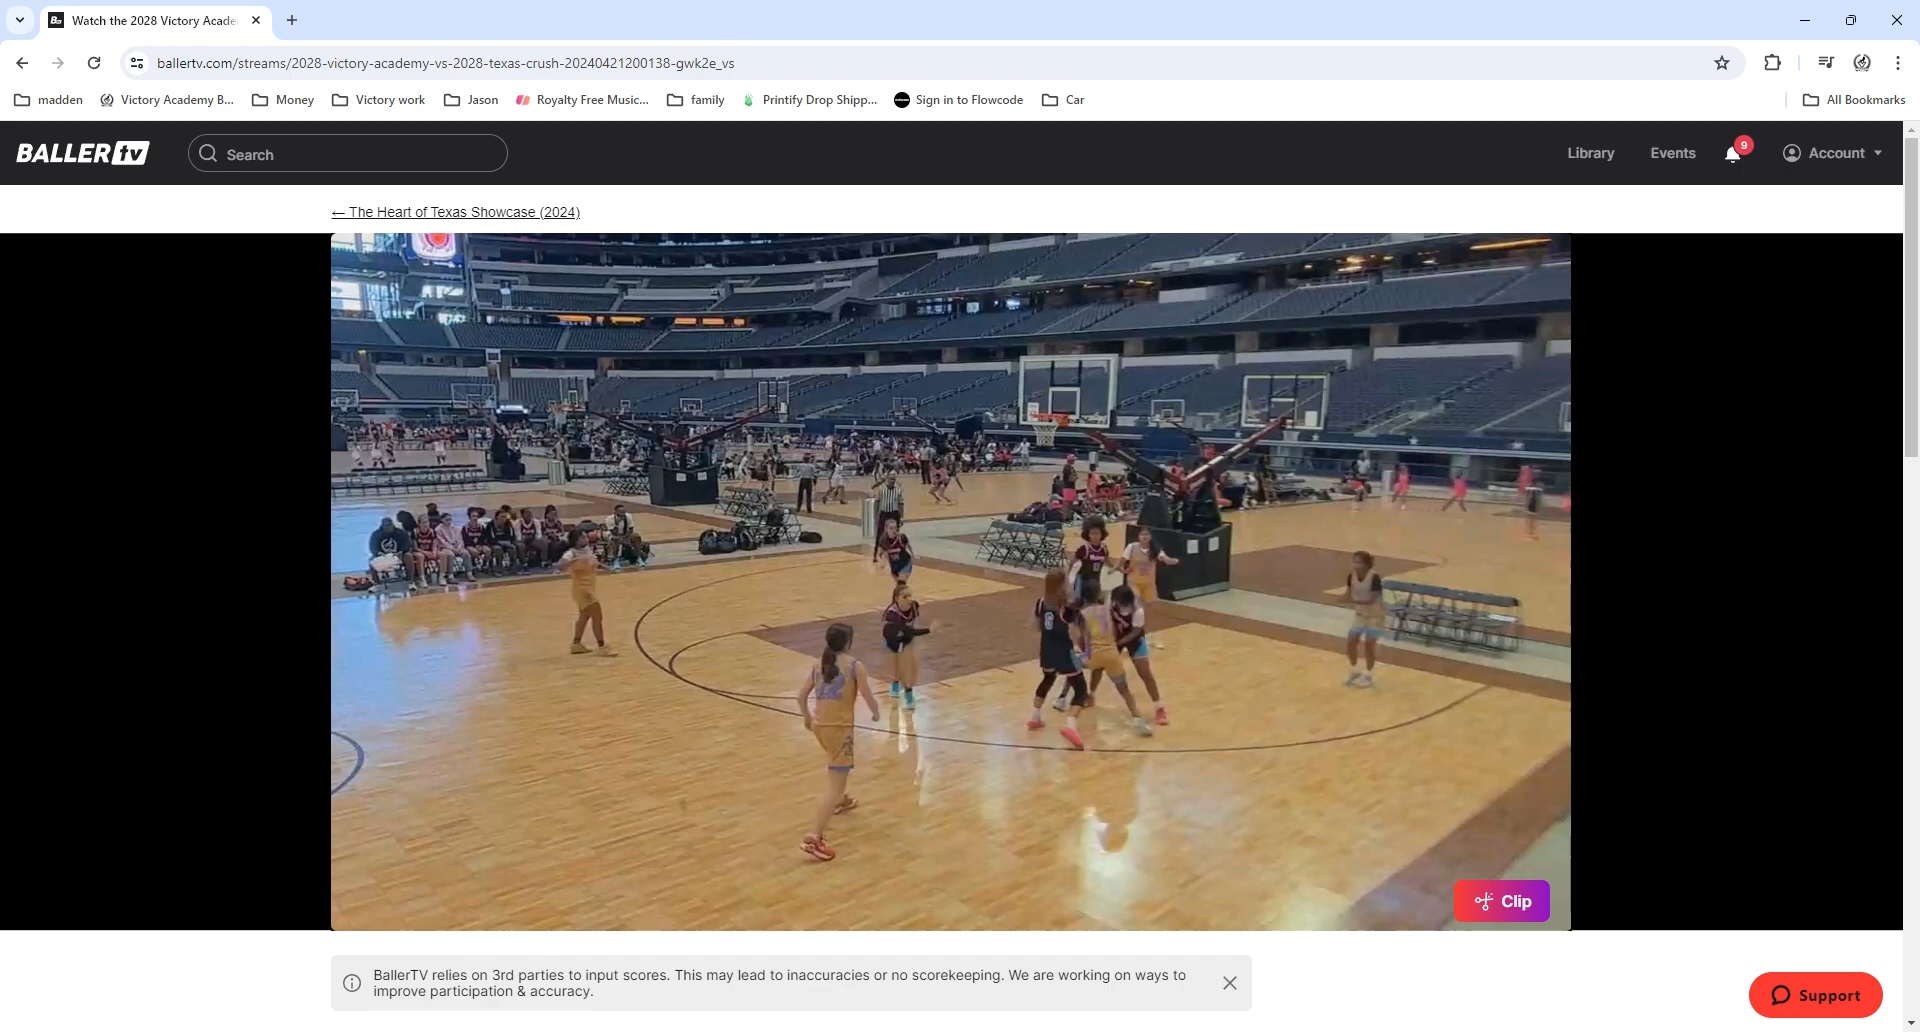 Watch the 2028 Victory Acade
ballertv.com/streams/2028-victory-academy-vs-2028-texas-crush-20240421200138-gwk2e_vs
madden
Victory Academy B...
Money
Victory work
Jason
Royalty Free Music...
family
Printify Drop Shipp...
Sign in to Flowcode
Car
All Bookmarks
BALLER tv
Search
Library
Events
9
Account
← The Heart of Texas Showcase (2024)
6
Clip
BallerTV relies on 3rd parties to input scores. This may lead to inaccuracies or no scorekeeping. We are working on ways to
improve participation & accuracy.
Support